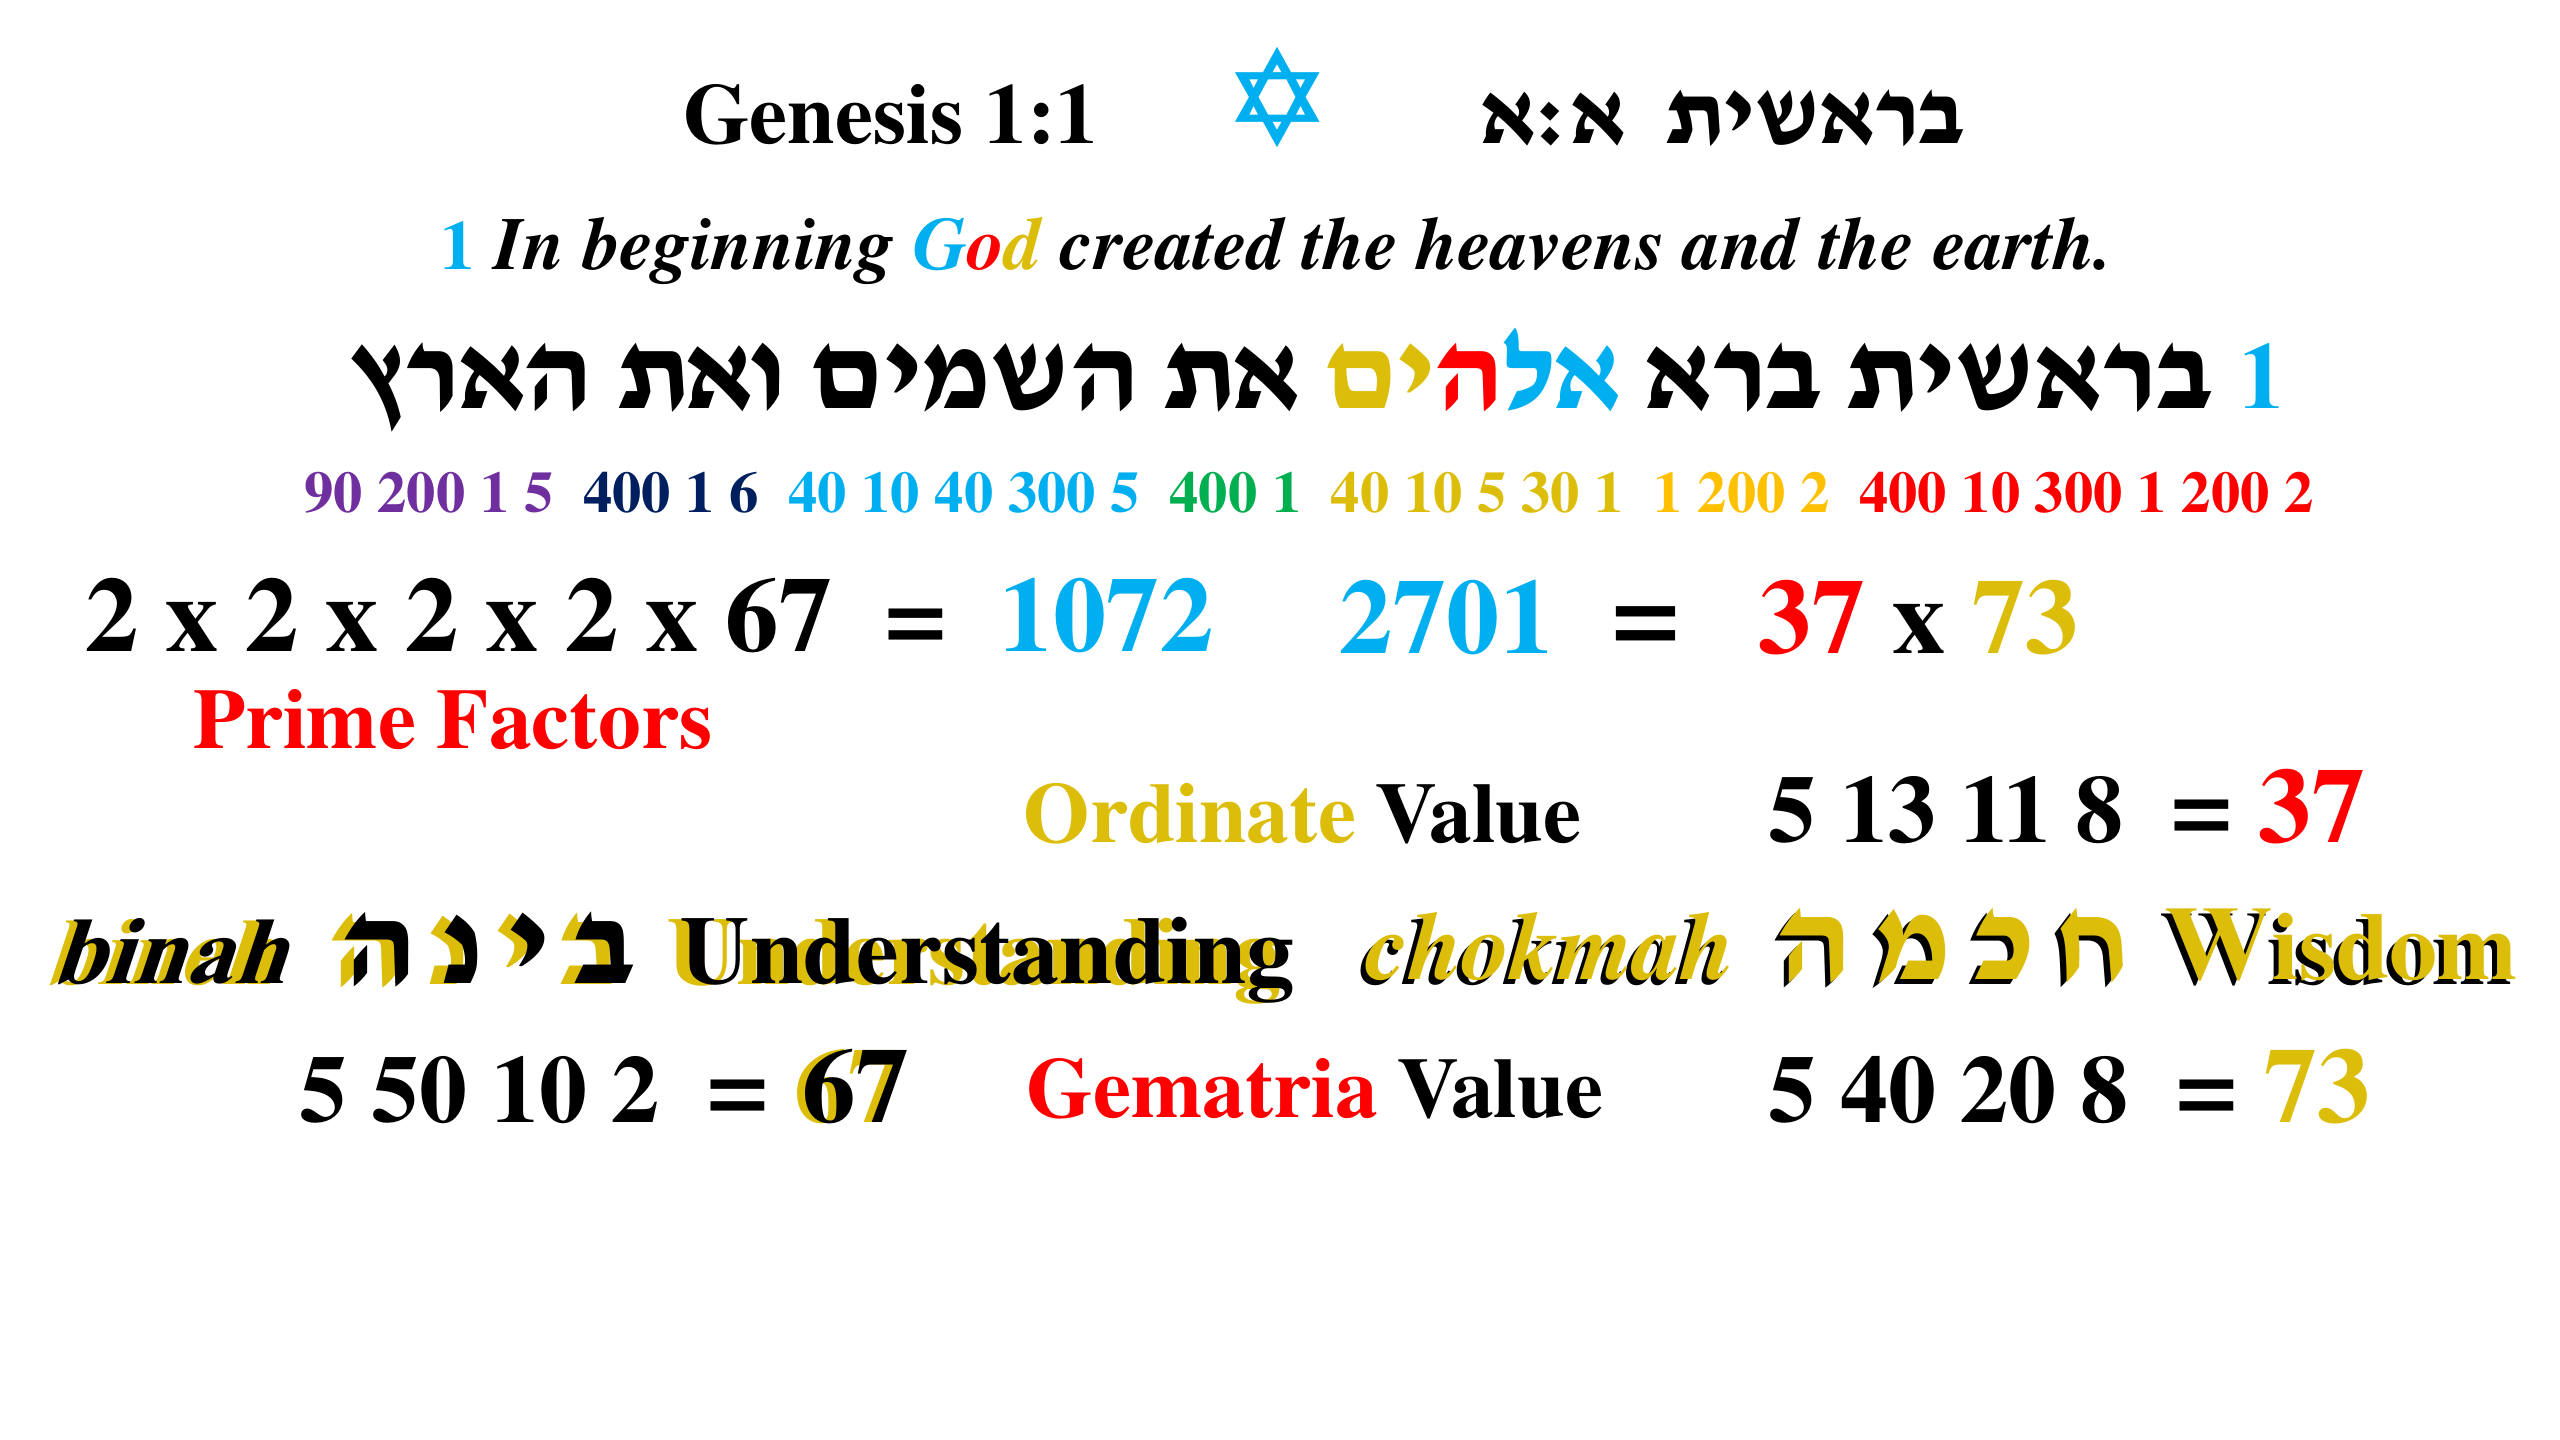 Genesis 1:1 ✡ בראשית א:א
1 In beginning God created the heavens and the earth.
1 בראשית ברא אלהים את השמים ואת הארץ
90 200 1 5 400 1 6 40 10 40 300 5 400 1 40 10 5 30 1 1 200 2 400 10 300 1 200 2
2 x 2 x 2 x 2 x 67 = 1072 2701 = 37 x 73
Prime Factors
Ordinate Value 5 13 11 8 = 37
binah ב י נ ה Understanding chokmah ח כ מ ה Wisdom
5 50 10 2 = 67 Gematria Value 5 40 20 8 = 73